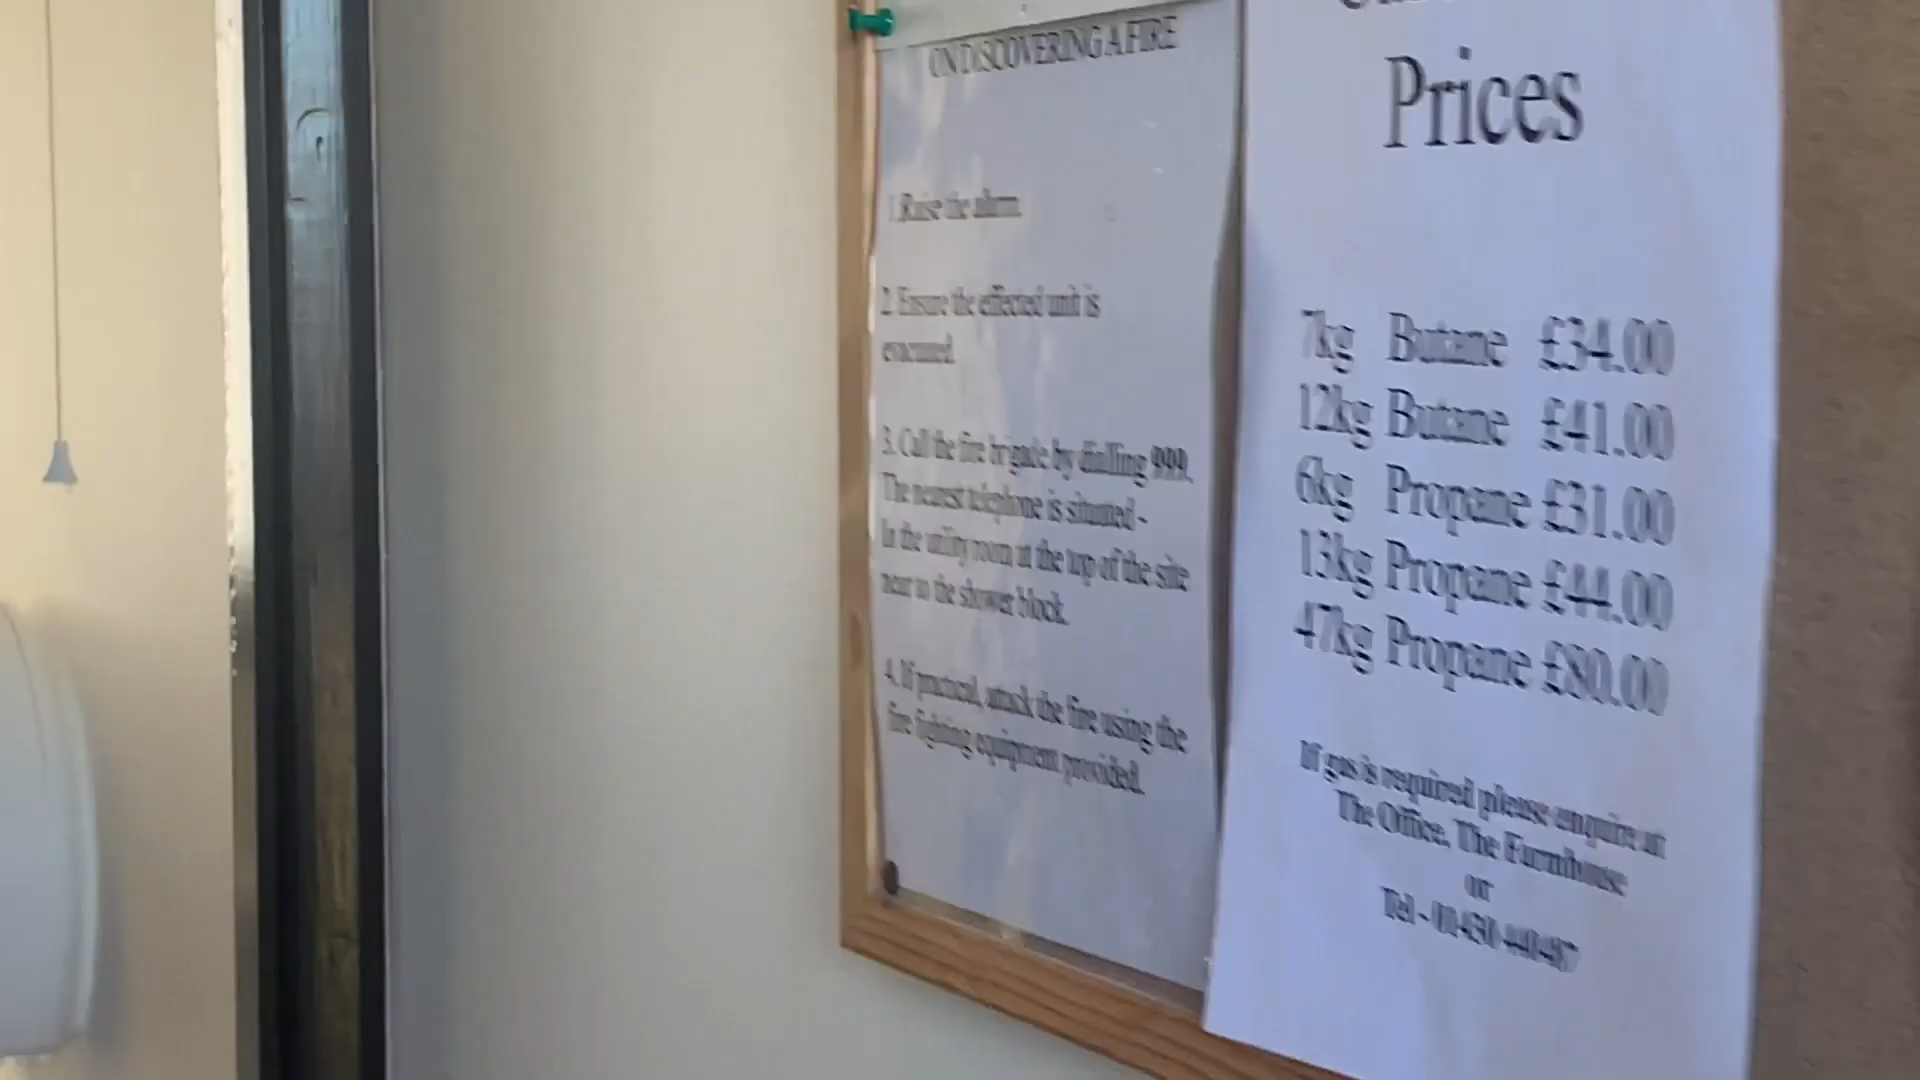 ON DISCOVERING A FIRE
1. Raise the alarm.
2. Ensure the effected unit is
evacuated.
3. Call the fire brigade by dialling 999.
The nearest telephone is situated -
In the utility room at the top of the site
near to the shower block.
4. If practical, attack the fire using the
fire fighting equipment provided.
Prices
7kg Butane £34.00
12kg Butane £41.00
6kg Propane £31.00
13kg Propane £44.00
47kg Propane £80.00
If gas is required please enquire at
The Office, The Farmhouse
or
Tel -